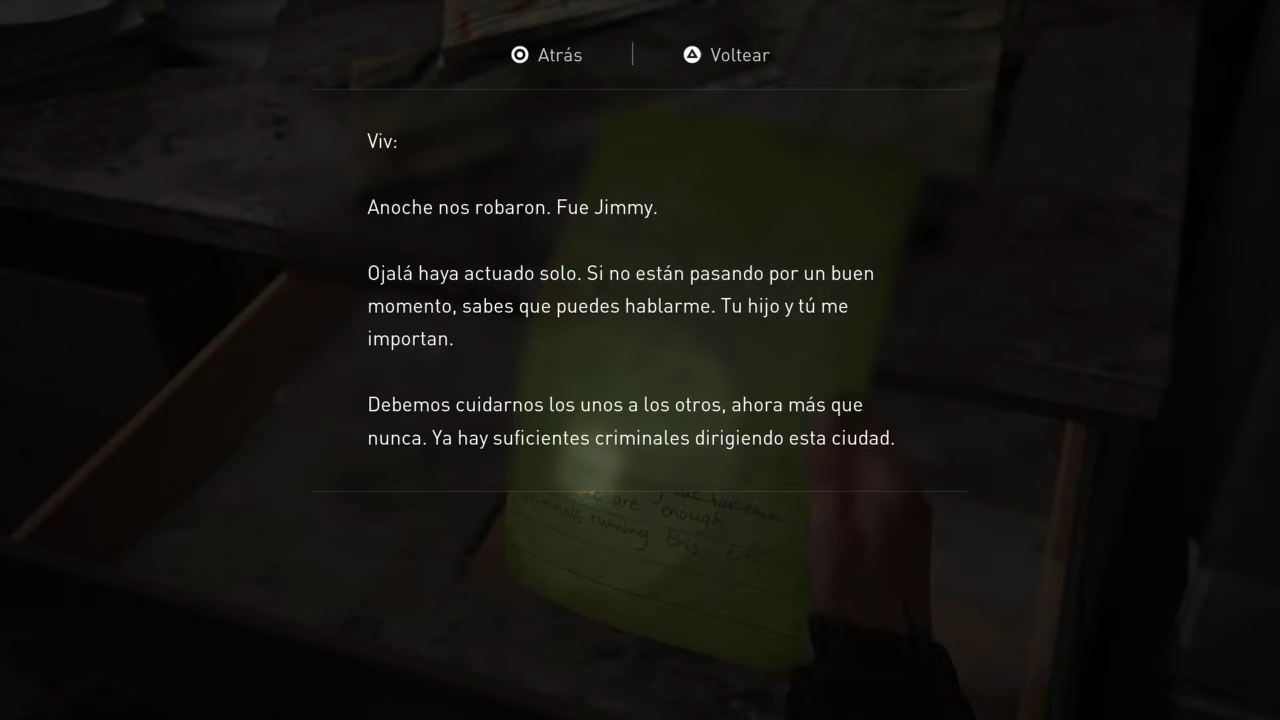 Atrás | Voltear
Viv:
Anoche nos robaron. Fue Jimmy.
Ojalá haya actuado solo. Si no están pasando por un buen
momento, sabes que puedes hablarme. Tu hijo y tú me
importan.
Debemos cuidarnos los unos a los otros, ahora más que
nunca. Ya hay suficientes criminales dirigiendo esta ciudad.
are enough
running this city